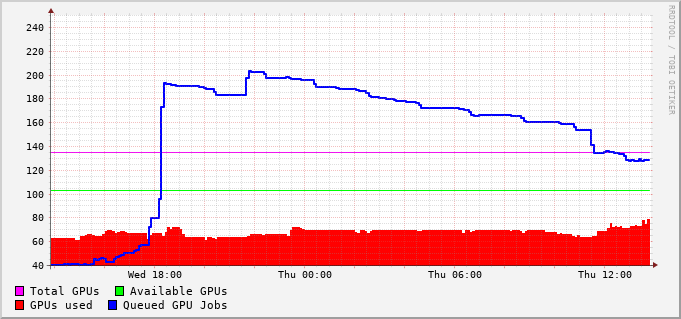 RRDTOOL / TOBI OETIKER
240
220
200
180
160
140
120
100
80
60
40
Wed 18:00 Thu 00:00 Thu 06:00 Thu 12:00
Total GPUs Available GPUs
GPUs used Queued GPU Jobs